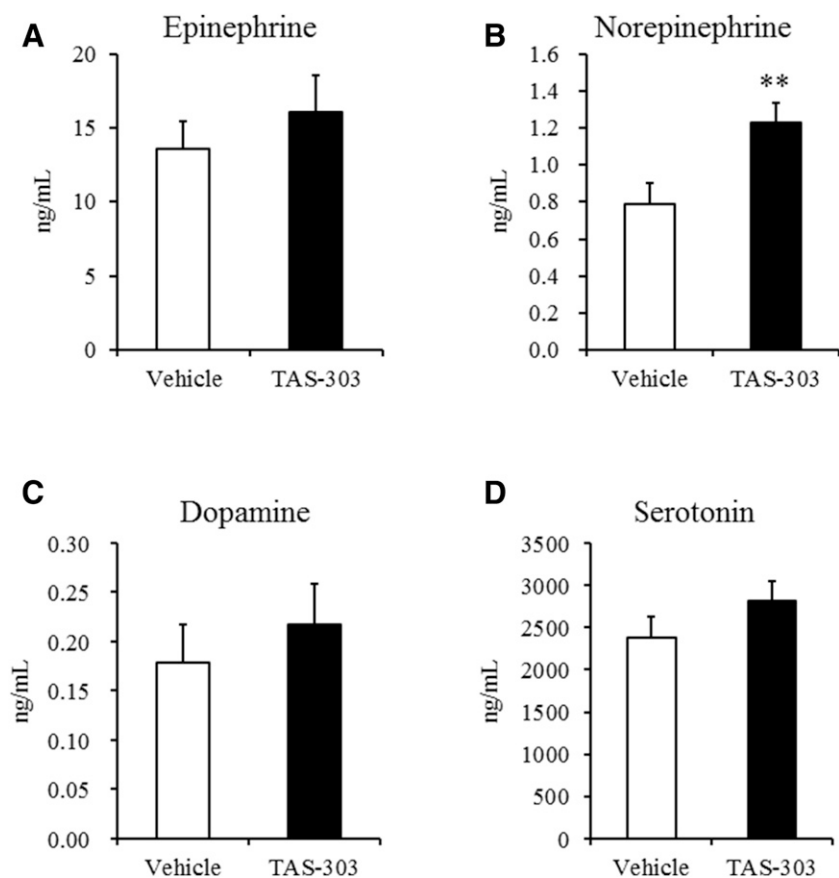 A
Epinephrine
20
15
10
5
0
ng/mL
Vehicle TAS-303
B
Norepinephrine
**
1.6
1.4
1.2
1.0
0.8
0.6
0.4
0.2
0.0
ng/mL
Vehicle TAS-303
C
Dopamine
0.30
0.25
0.20
0.15
0.10
0.05
0.00
ng/mL
Vehicle TAS-303
D
Serotonin
3500
3000
2500
2000
1500
1000
500
0
ng/mL
Vehicle TAS-303